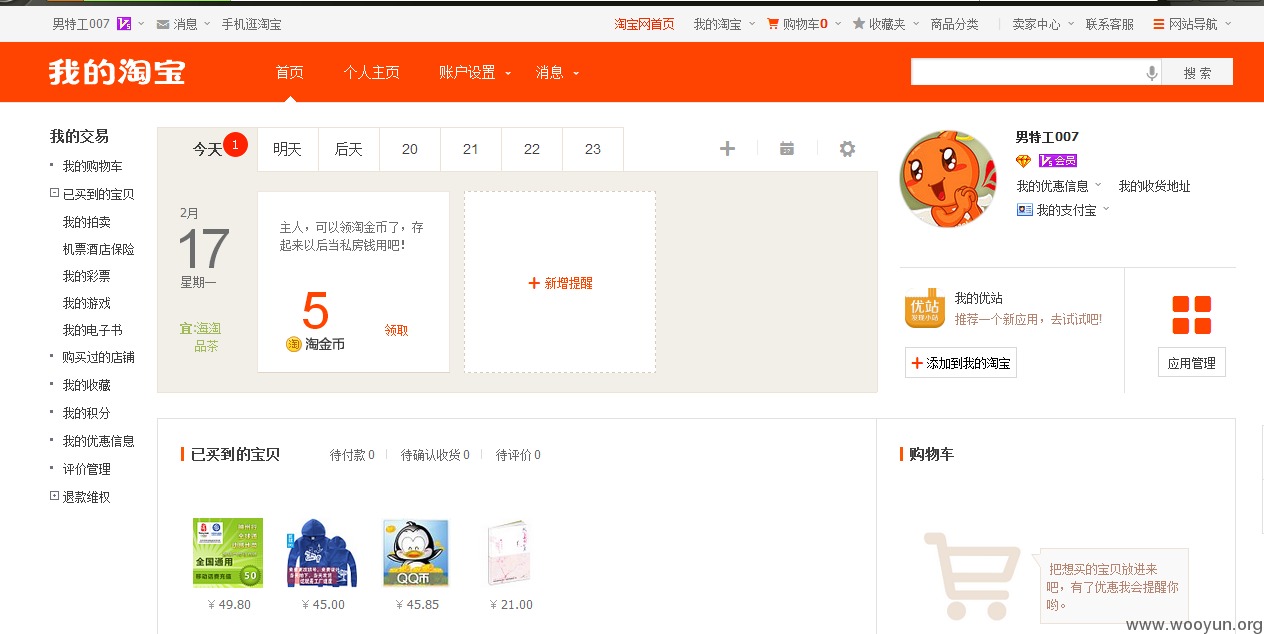 男特工007 V5 消息 手机逛淘宝 淘宝网首页 我的淘宝 购物车0 收藏夹 商品分类 卖家中心 联系客服 网站导航
我的淘宝 首页 个人主页 账户设置 消息 搜 索
我的交易
我的购物车
已买到的宝贝
我的拍卖
机票酒店保险
我的彩票
我的游戏
我的电子书
购买过的店铺
我的收藏
我的积分
我的优惠信息
评价管理
退款维权
今天 1 明天 后天 20 21 22 23
2月
17
星期一
宜:海淘
品茶
主人，可以领淘金币了，存
起来以后当私房钱用吧！
5
淘 淘金币 领取
+ 新增提醒
男特工007
V5会员
我的优惠信息 我的收货地址
我的支付宝
优站
发现小站
我的优站
推荐一个新应用，去试试吧!
+ 添加到我的淘宝
应用管理
已买到的宝贝 待付款 0 待确认收货 0 待评价 0
全国通用
移动话费充值 50
QQ币
¥ 49.80 ¥ 45.00 ¥ 45.85 ¥ 21.00
购物车
把想买的宝贝放进来
吧，有了优惠我会提醒你
哟。
www.wooyun.org